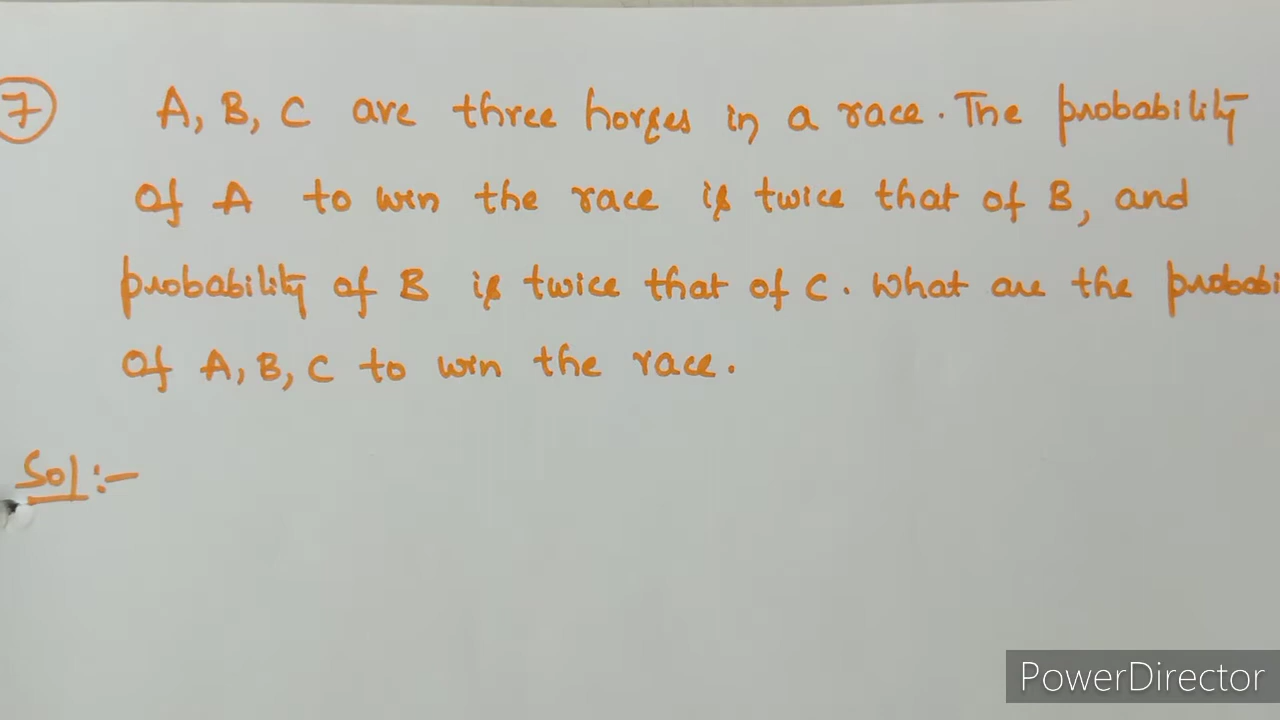 7 A, B, C are three horses in a race. The probability
of A to win the race is twice that of B, and
probability of B is twice that of C. What are the probabi
of A, B, C to win the race.
Sol :-
PowerDirector